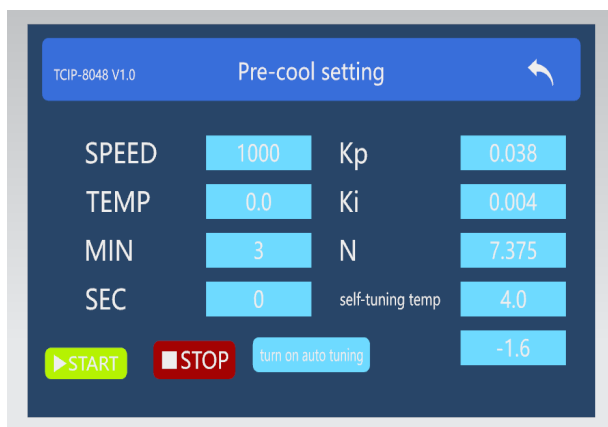 TCIP-8048 V1.0 Pre-cool setting
SPEED 1000 Kp 0.038
TEMP 0.0 Ki 0.004
MIN 3 N 7.375
SEC 0 self-tuning temp 4.0
START STOP turn on auto tuning -1.6